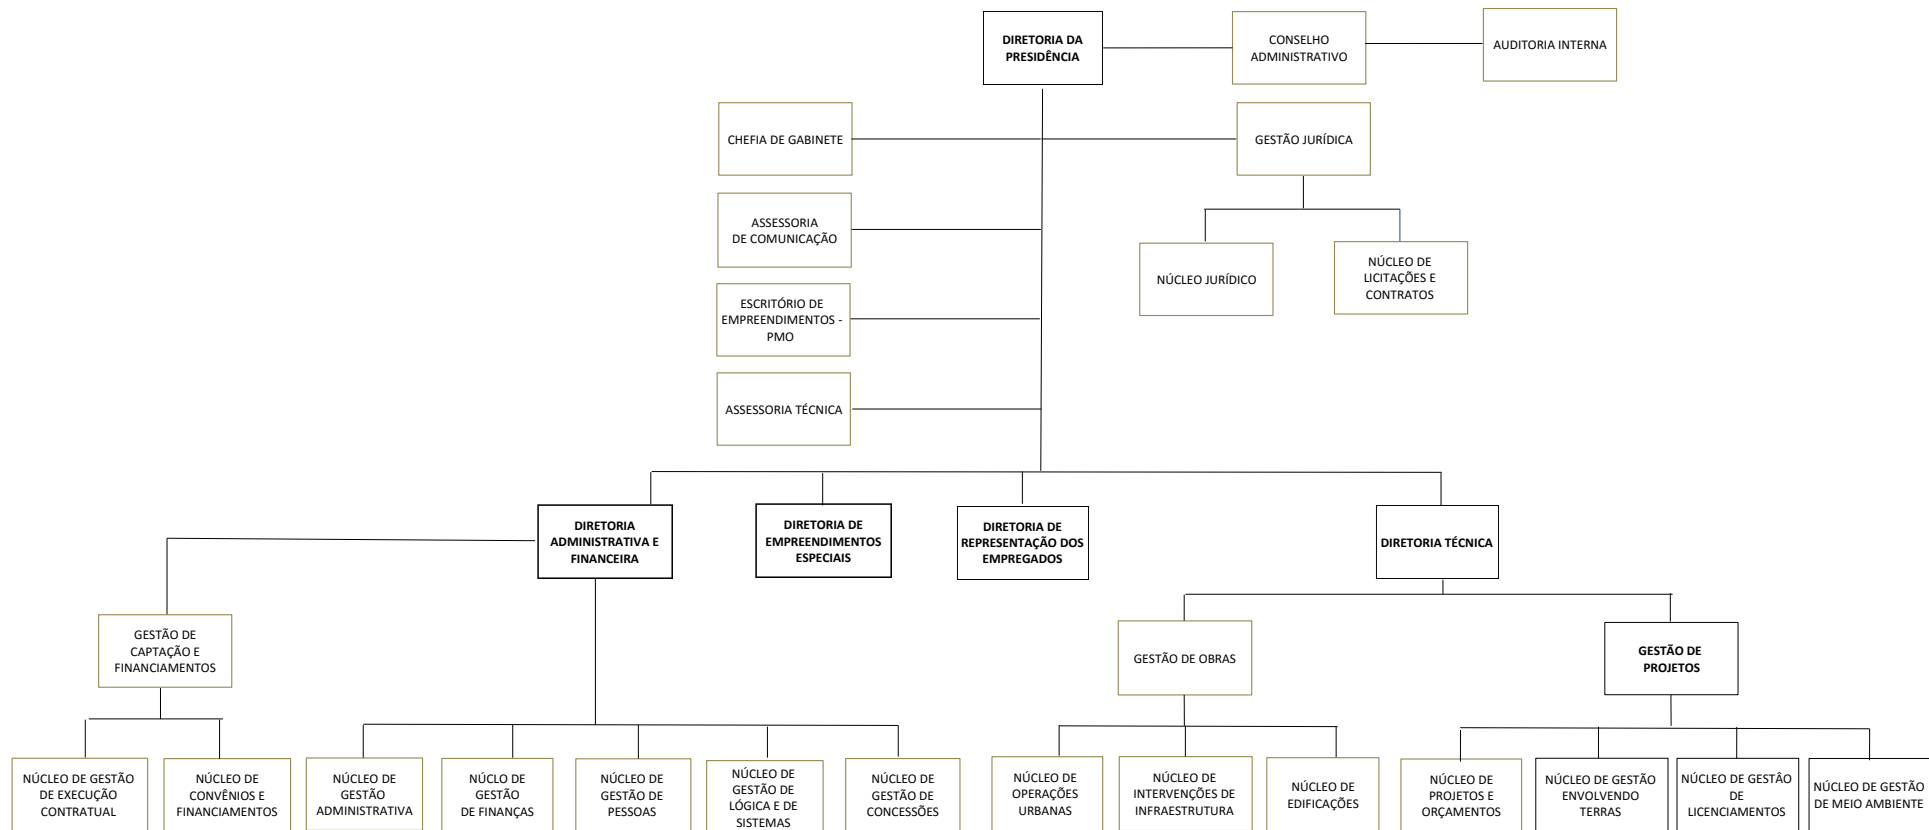 DIRETORIA DA
PRESIDÊNCIA
CONSELHO
ADMINISTRATIVO
AUDITORIA INTERNA
CHEFIA DE GABINETE
GESTÃO JURÍDICA
ASSESSORIA
DE COMUNICAÇÃO
NÚCLEO JURÍDICO
NÚCLEO DE
LICITAÇÕES E
CONTRATOS
ESCRITÓRIO DE
EMPREENDIMENTOS -
PMO
ASSESSORIA TÉCNICA
DIRETORIA
ADMINISTRATIVA E
FINANCEIRA
DIRETORIA DE
EMPREENDIMENTOS
ESPECIAIS
DIRETORIA DE
REPRESENTAÇÃO DOS
EMPREGADOS
DIRETORIA TÉCNICA
GESTÃO DE
CAPTAÇÃO E
FINANCIAMENTOS
GESTÃO DE OBRAS
GESTÃO DE
PROJETOS
NÚCLEO DE GESTÃO
DE EXECUÇÃO
CONTRATUAL
NÚCLEO DE
CONVÊNIOS E
FINANCIAMENTOS
NÚCLEO DE
GESTÃO
ADMINISTRATIVA
NÚCLO DE
GESTÃO
DE FINANÇAS
NÚCLEO DE
GESTÃO DE
PESSOAS
NÚCLEO DE
GESTÃO DE
LÓGICA E DE
SISTEMAS
NÚCLEO DE
GESTÃO DE
CONCESSÕES
NÚCLEO DE
OPERAÇÕES
URBANAS
NÚCLEO DE
INTERVENÇÕES DE
INFRAESTRUTURA
NÚCLEO DE
EDIFICAÇÕES
NÚCLEO DE
PROJETOS E
ORÇAMENTOS
NÚCLEO DE GESTÃO
ENVOLVENDO
TERRAS
NÚCLEO DE GESTÃO
DE
LICENCIAMENTOS
NÚCLEO DE GESTÃO
DE MEIO AMBIENTE